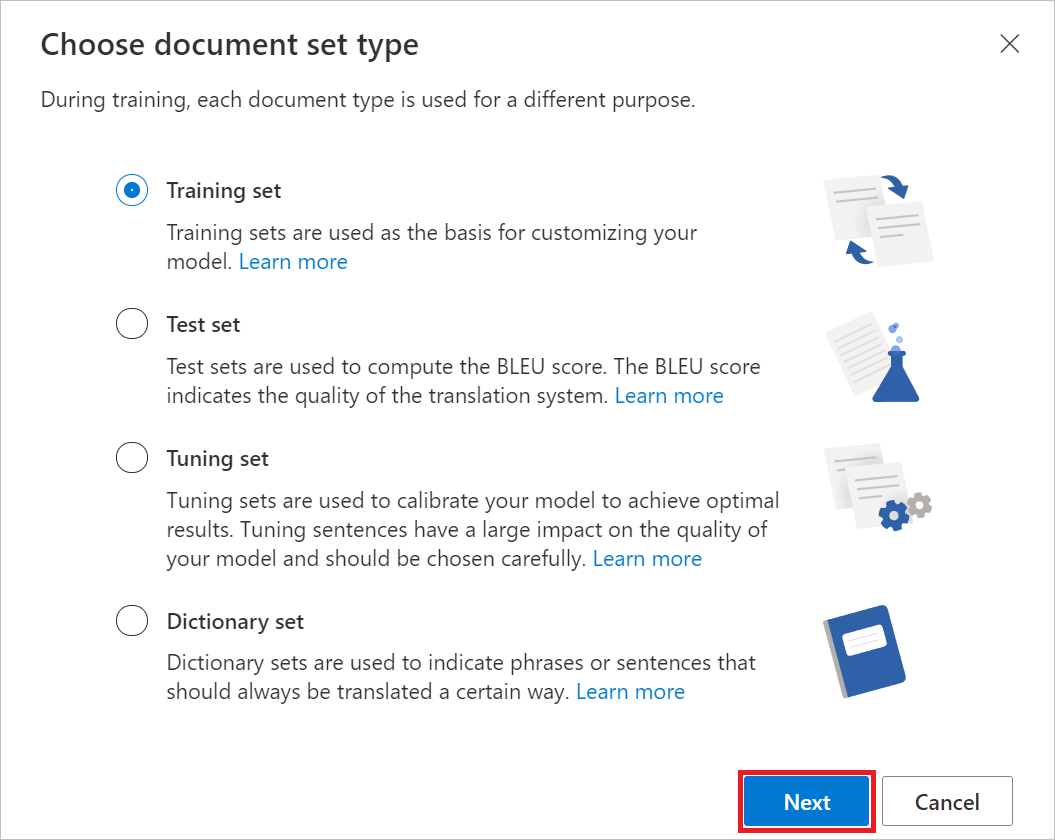 Choose document set type
During training, each document type is used for a different purpose.
Training set
Training sets are used as the basis for customizing your
model. Learn more
Test set
Test sets are used to compute the BLEU score. The BLEU score
indicates the quality of the translation system. Learn more
Tuning set
Tuning sets are used to calibrate your model to achieve optimal
results. Tuning sentences have a large impact on the quality of
your model and should be chosen carefully. Learn more
Dictionary set
Dictionary sets are used to indicate phrases or sentences that
should always be translated a certain way. Learn more
Next
Cancel